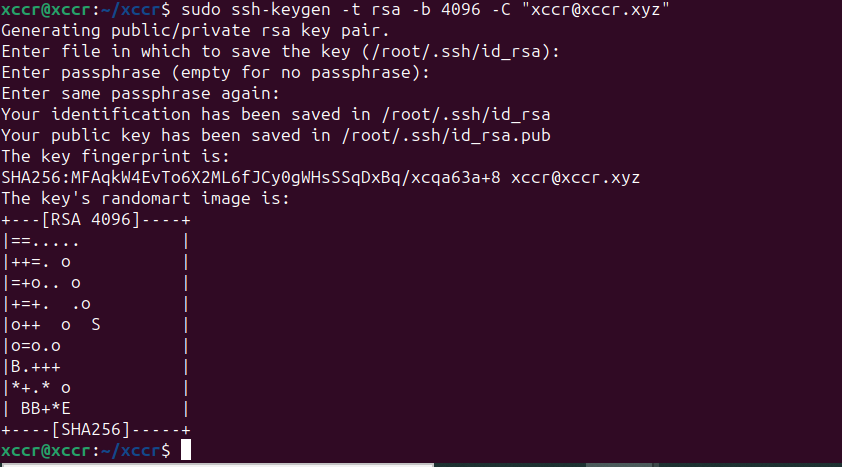 xccr@xccr:~/xccr$ sudo ssh-keygen -t rsa -b 4096 -C "xccr@xccr.xyz"
Generating public/private rsa key pair.
Enter file in which to save the key (/root/.ssh/id_rsa):
Enter passphrase (empty for no passphrase):
Enter same passphrase again:
Your identification has been saved in /root/.ssh/id_rsa
Your public key has been saved in /root/.ssh/id_rsa.pub
The key fingerprint is:
SHA256:MFAqkW4EvTo6X2ML6fJCy0gWHsSSqDxBq/xcqa63a+8 xccr@xccr.xyz
The key's randomart image is:
+---[RSA 4096]----+
|==.....          |
|++=. o           |
|=+o.. o          |
|+=+.  .o         |
|o++  o  S        |
|o=o.o            |
|B.+++            |
|*+.* o           |
| BB+*E           |
+----[SHA256]-----+
xccr@xccr:~/xccr$